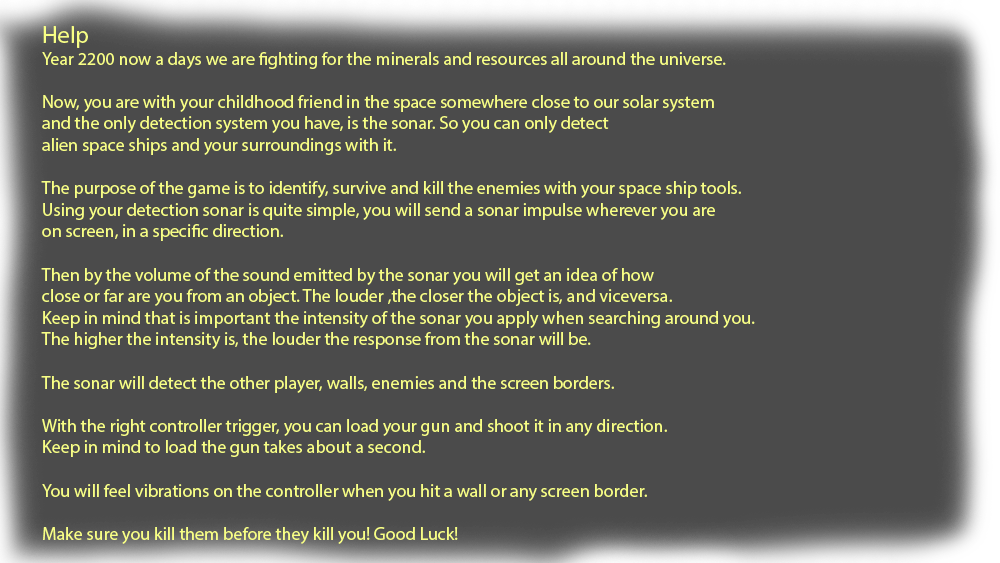 Help
Year 2200 now a days we are fighting for the minerals and resources all around the universe.
Now, you are with your childhood friend in the space somewhere close to our solar system
and the only detection system you have, is the sonar. So you can only detect
alien space ships and your surroundings with it.
The purpose of the game is to identify, survive and kill the enemies with your space ship tools.
Using your detection sonar is quite simple, you will send a sonar impulse wherever you are
on screen, in a specific direction.
Then by the volume of the sound emitted by the sonar you will get an idea of how
close or far are you from an object. The louder ,the closer the object is, and viceversa.
Keep in mind that is important the intensity of the sonar you apply when searching around you.
The higher the intensity is, the louder the response from the sonar will be.
The sonar will detect the other player, walls, enemies and the screen borders.
With the right controller trigger, you can load your gun and shoot it in any direction.
Keep in mind to load the gun takes about a second.
You will feel vibrations on the controller when you hit a wall or any screen border.
Make sure you kill them before they kill you! Good Luck!